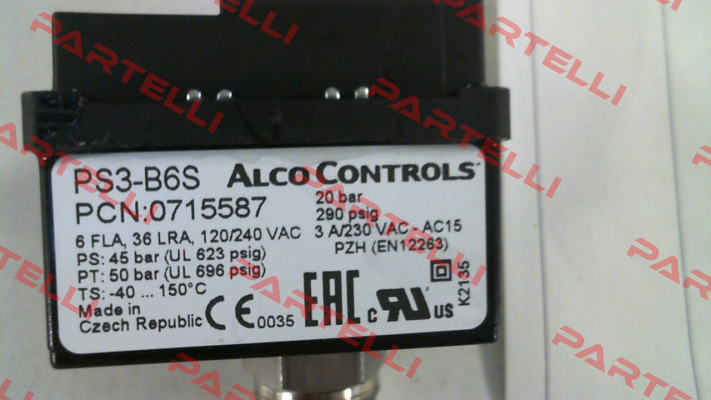 PS3-B6S ALCO CONTROLS
PCN:0715587
20 bar
290 psig
6 FLA, 36 LRA, 120/240 VAC 3 A/230 VAC - AC15
PS: 45 bar (UL 623 psig) PZH (EN12263)
PT: 50 bar (UL 696 psig)
TS: -40 ... 150°C
Made in
Czech Republic
CE 0035 EAC c RU us
K2135
PARTELLI
PARTELLI
PARTELLI
PARTELLI
PARTELLI
PARTELLI